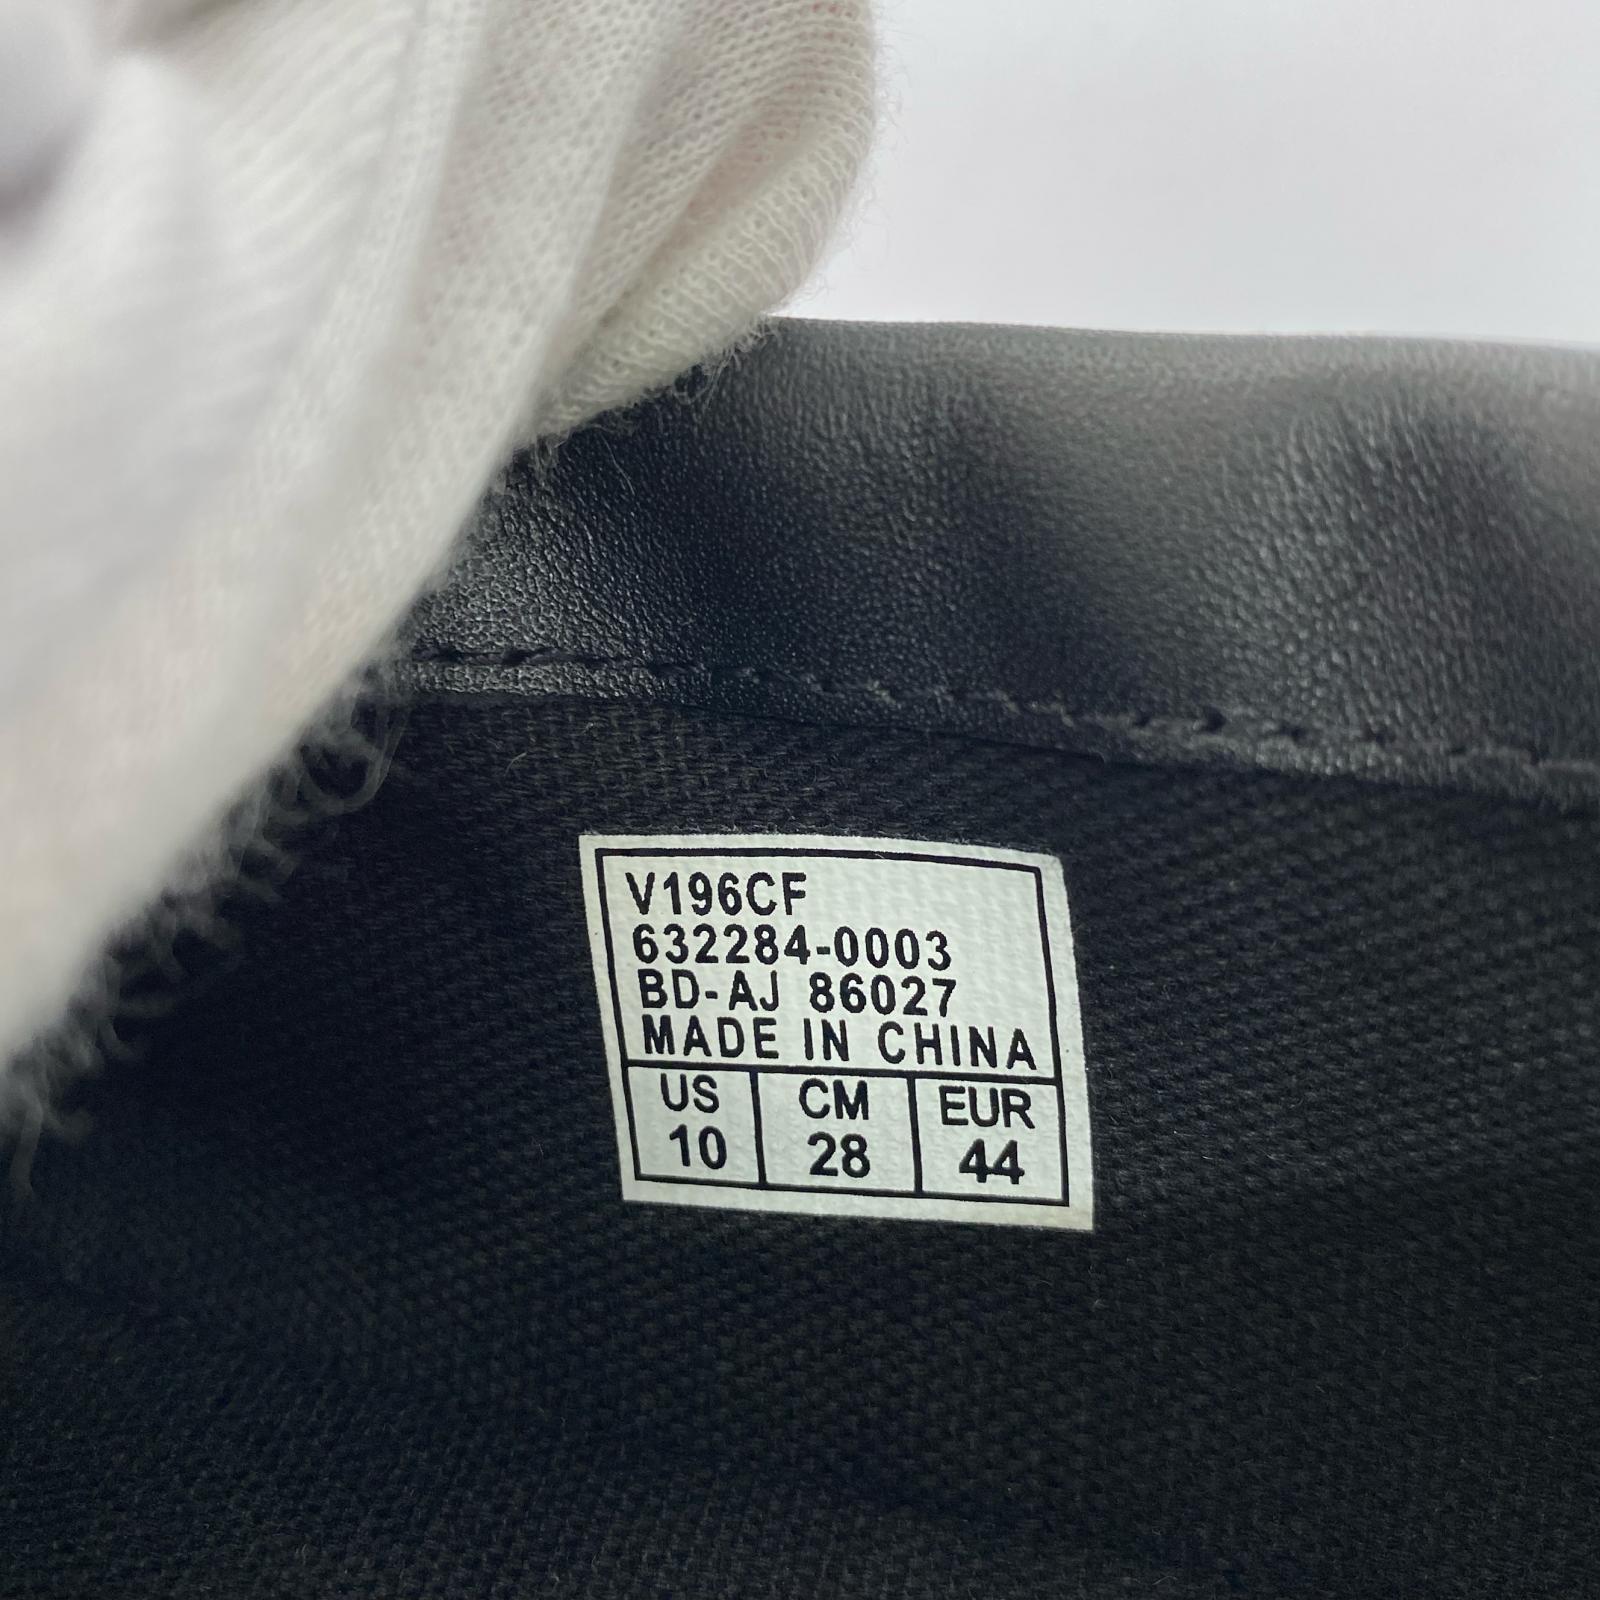 V196CF
632284-0003
BD-AJ 86027
MADE IN CHINA
US CM EUR
10 28 44